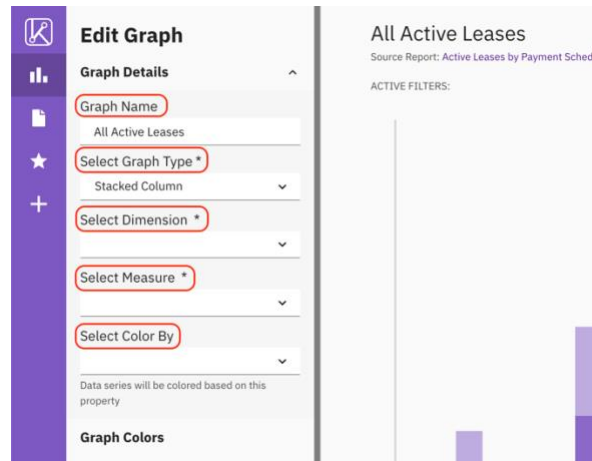 Edit Graph
Graph Details
Graph Name
All Active Leases
Select Graph Type *
Stacked Column
Select Dimension *
Select Measure *
Select Color By
Data series will be colored based on this
property
Graph Colors
All Active Leases
Source Report: Active Leases by Payment Sched
ACTIVE FILTERS: